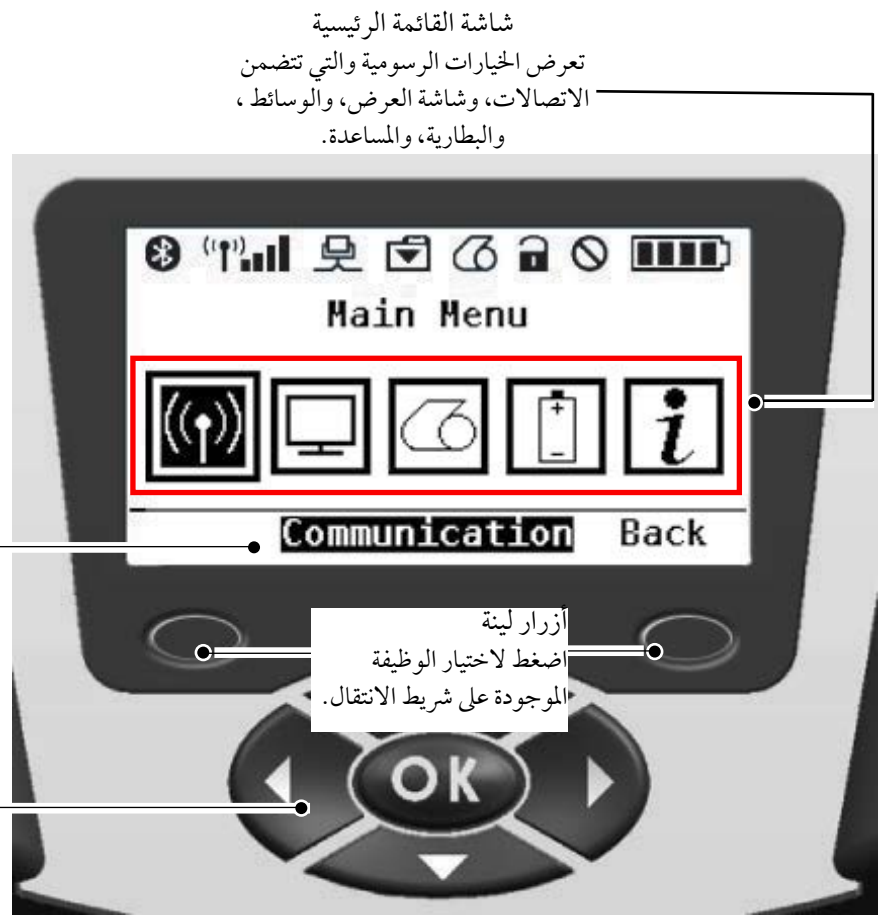 شاشة القائمة الرئيسية
تعرض الخيارات الرسومية والتي تتضمن
الاتصالات، وشاشة العرض، والوسائط ،
والبطارية، والمساعدة.
Main Menu
Communication Back
أزرار لينة
اضغط لاختيار الوظيفة
الموجودة على شريط الانتقال.
OK